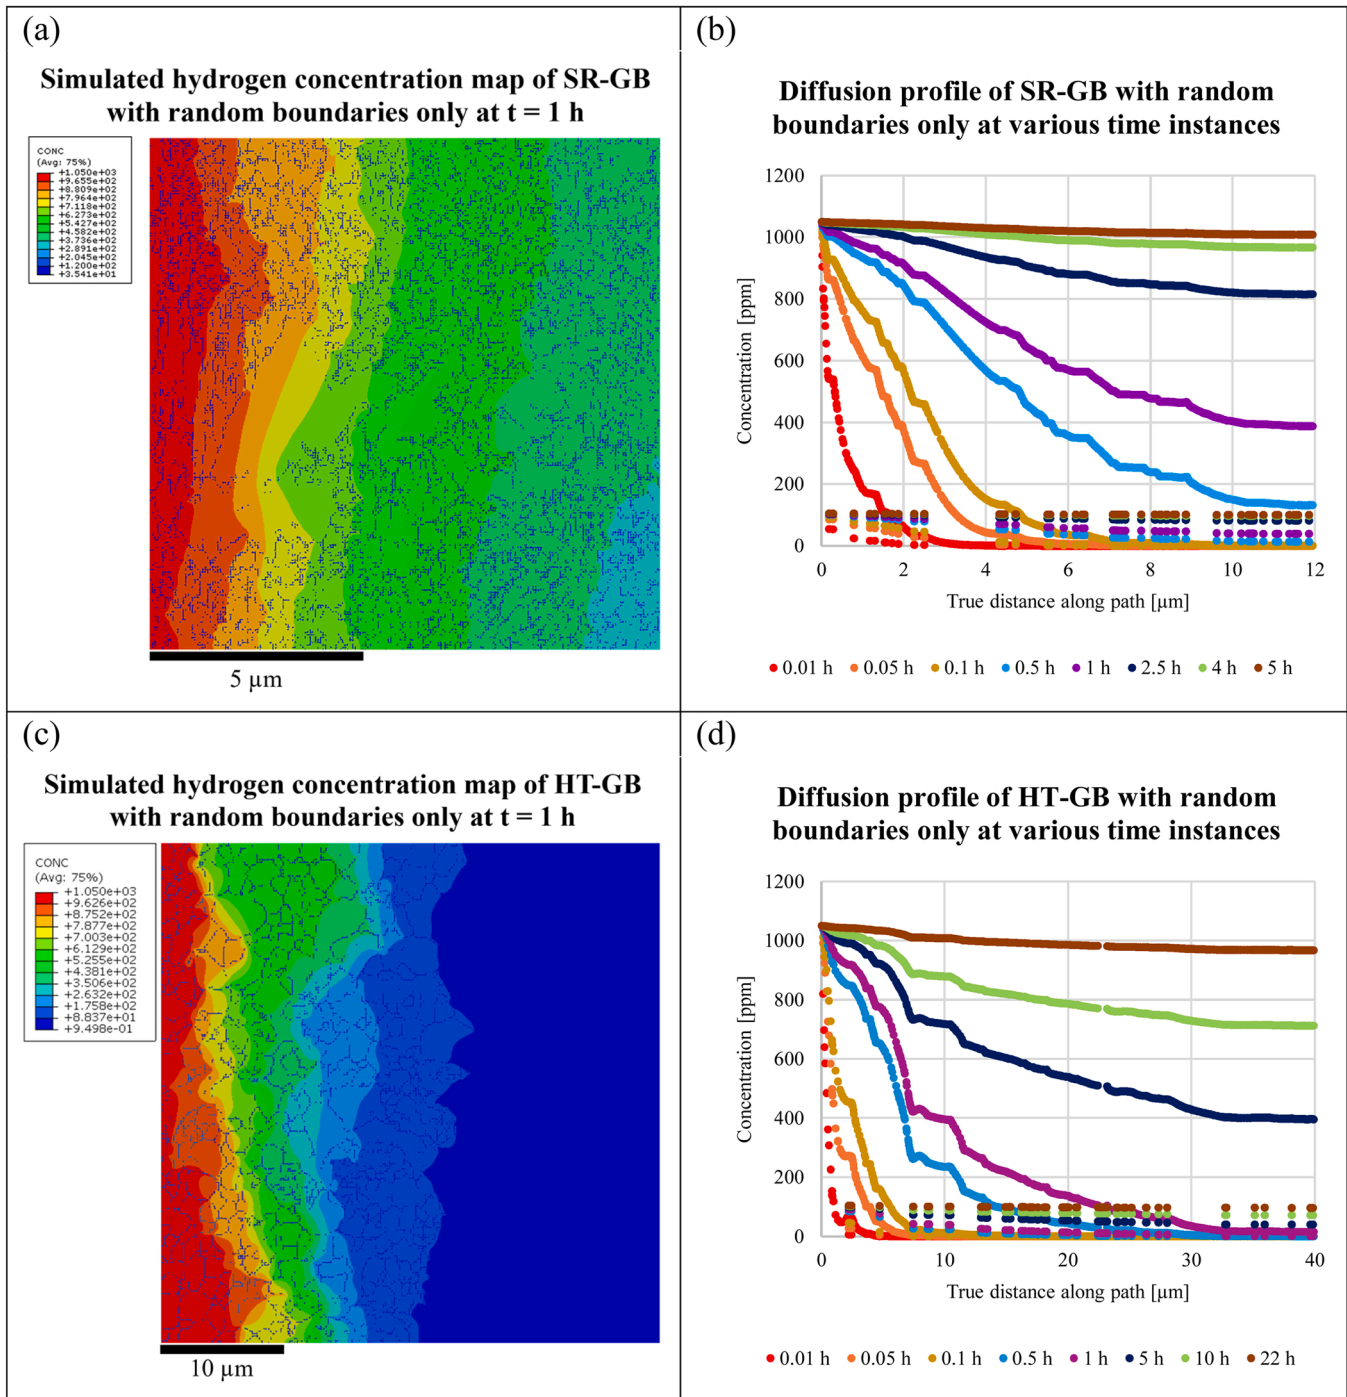 (a)
Simulated hydrogen concentration map of SR-GB
with random boundaries only at t = 1 h
CONC
(Avg: 75%)
+1.050e+03
+9.655e+02
+8.809e+02
+7.964e+02
+7.118e+02
+6.273e+02
+5.427e+02
+4.582e+02
+3.736e+02
+2.891e+02
+2.045e+02
+1.200e+02
+3.541e+01
5 µm
(b)
Diffusion profile of SR-GB with random
boundaries only at various time instances
Concentration [ppm]
1200
1000
800
600
400
200
0
0 2 4 6 8 10 12
True distance along path [µm]
0.01 h 0.05 h 0.1 h 0.5 h 1 h 2.5 h 4 h 5 h
(c)
Simulated hydrogen concentration map of HT-GB
with random boundaries only at t = 1 h
CONC
(Avg: 75%)
+1.050e+03
+9.626e+02
+8.752e+02
+7.877e+02
+7.003e+02
+6.129e+02
+5.255e+02
+4.381e+02
+3.506e+02
+2.632e+02
+1.758e+02
+8.837e+01
+9.498e-01
10 µm
(d)
Diffusion profile of HT-GB with random
boundaries only at various time instances
Concentration [ppm]
1200
1000
800
600
400
200
0
0 10 20 30 40
True distance along path [µm]
0.01 h 0.05 h 0.1 h 0.5 h 1 h 5 h 10 h 22 h